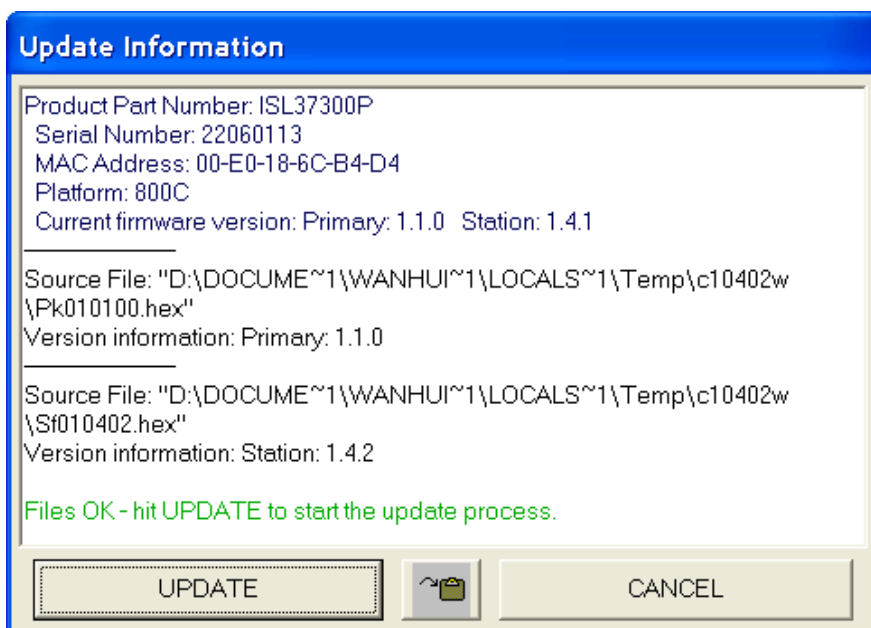 Update Information
Product Part Number: ISL37300P
Serial Number: 22060113
MAC Address: 00-E0-18-6C-B4-D4
Platform: 800C
Current firmware version: Primary: 1.1.0 Station: 1.4.1
Source File: "D:\DOCUME~1\WANHUI~1\LOCALS~1\Temp\c10402w
\Pk010100.hex"
Version information: Primary: 1.1.0
Source File: "D:\DOCUME~1\WANHUI~1\LOCALS~1\Temp\c10402w
\Sf010402.hex"
Version information: Station: 1.4.2
Files OK - hit UPDATE to start the update process.
UPDATE
CANCEL